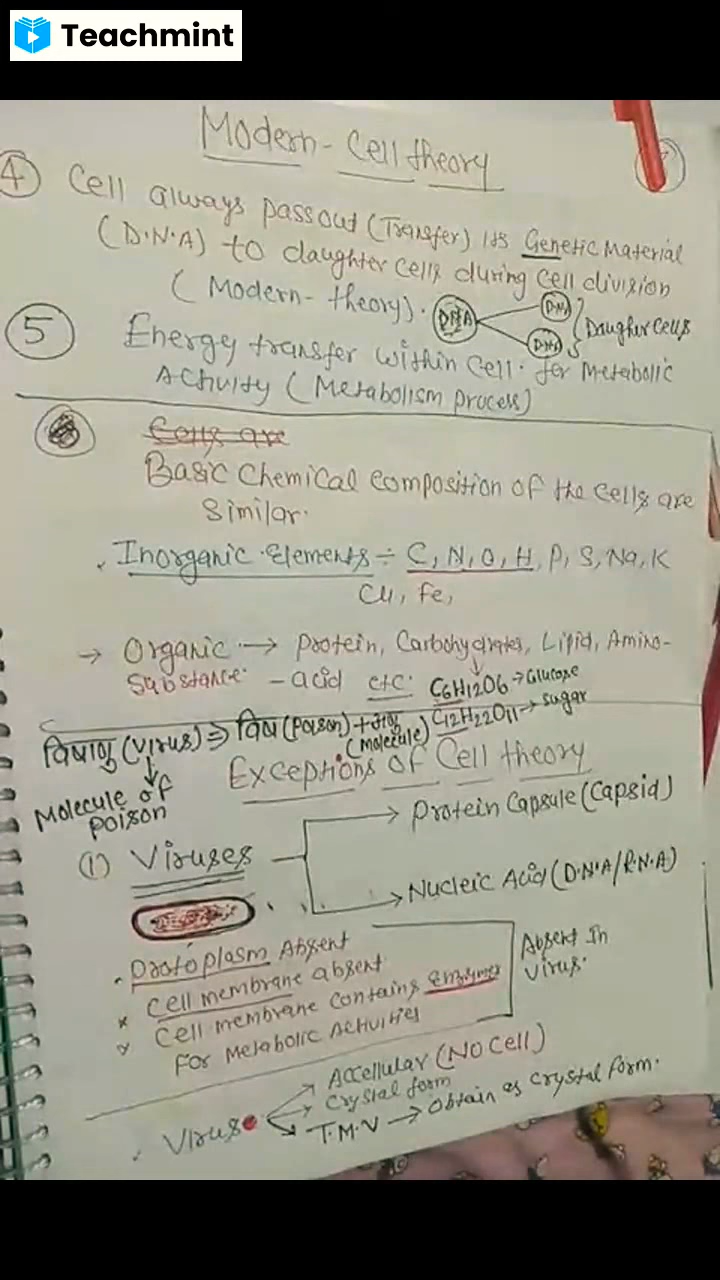 Teachmint
Modern - Cell theory
4 Cell always passout (Transfer) its Genetic Material
(D.N.A) to daughter cells during cell division
(Modern - theory). DNA DNA DNA Daugher cells
5 Energy transfer within cell. for Metabolic
Activity (Metabolism process)
Cells are
Basic Chemical composition of the cells are
Similar.
Inorganic Elements ÷ C, N, O, H, P, S, Na, K
Cu, Fe,
→ Organic → Protein, Carbohydrates, Lipid, Amino-
Substance - acid etc. C6H12O6 → Glucose
विषाणु (Virus) ⇒ विष (Poison) + अणु (Molecule) C12H22O11 → sugar
Molecule of
poison
Exceptions of Cell theory
(1) Viruses
Protein Capsule (Capsid)
Nucleic Acid (D.N.A/R.N.A)
. Protoplasm Absent
x Cell membrane absent
x Cell membrane contains Enzymes
for Metabolic Activities
Absent In
Virus.
. Virus
Accellular (No Cell)
Crystal form
T.M.V → Obtain as crystal form.